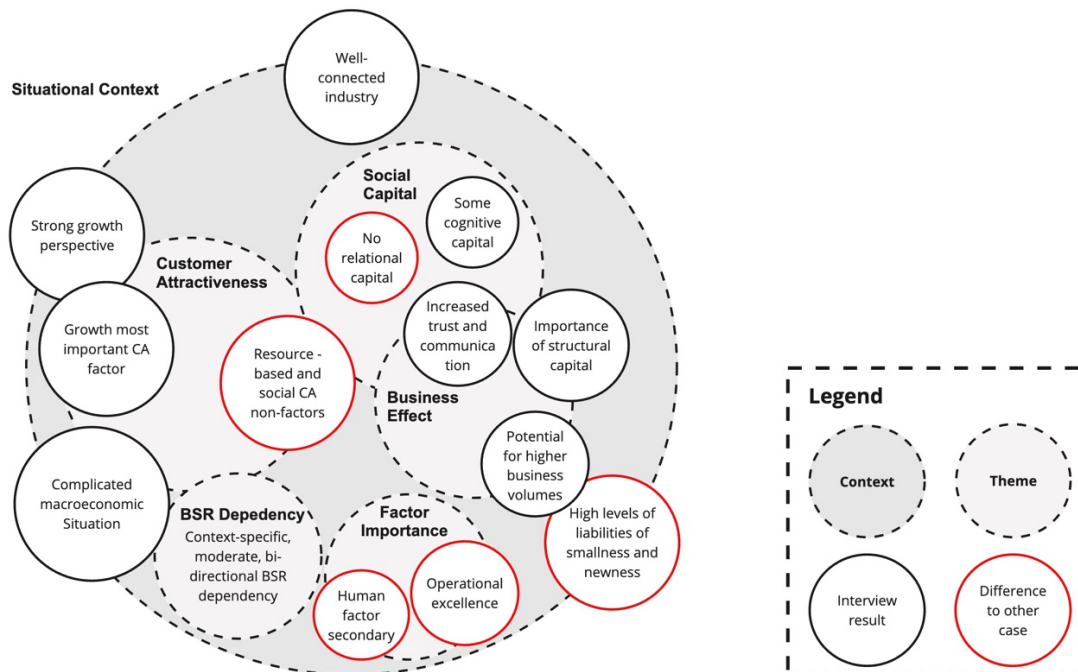 Situational Context
Well-
connected
industry
Strong growth
perspective
Customer
Attractiveness
Growth most
important CA
factor
Resource -
based and
social CA
non-factors
Social
Capital
Some
cognitive
capital
No
relational
capital
Increased
trust and
communica
tion
Importance
of structural
capital
Business
Effect
Potential
for higher
business
volumes
High levels of
liabilities of
smallness and
newness
Complicated
macroeconomic
Situation
BSR Depedency
Context-specific,
moderate, bi-
directional BSR
dependency
Factor
Importance
Human
factor
secondary
Operational
excellence
Legend
Context
Theme
Interview
result
Difference
to other
case